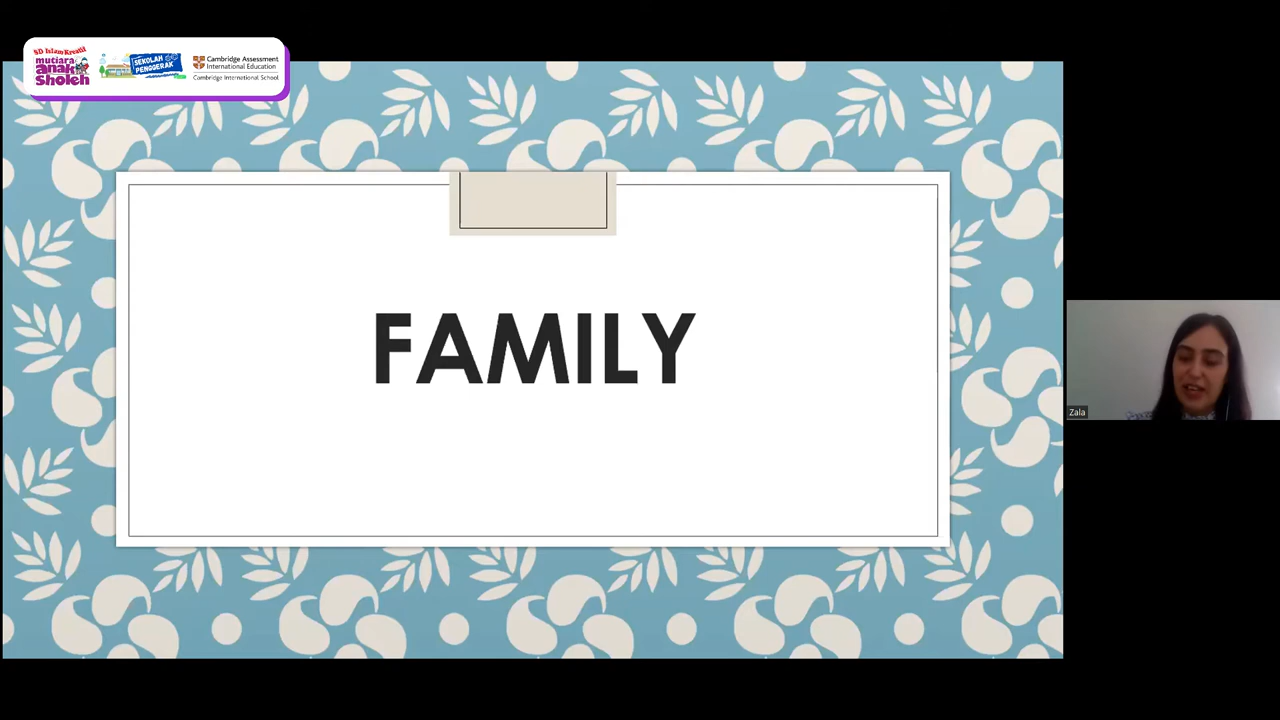 SD Islam Kreatif
mutiara
anak
Sholeh
SEKOLAH
PENGGERAK
Cambridge Assessment
International Education
Cambridge International School
FAMILY
Zala